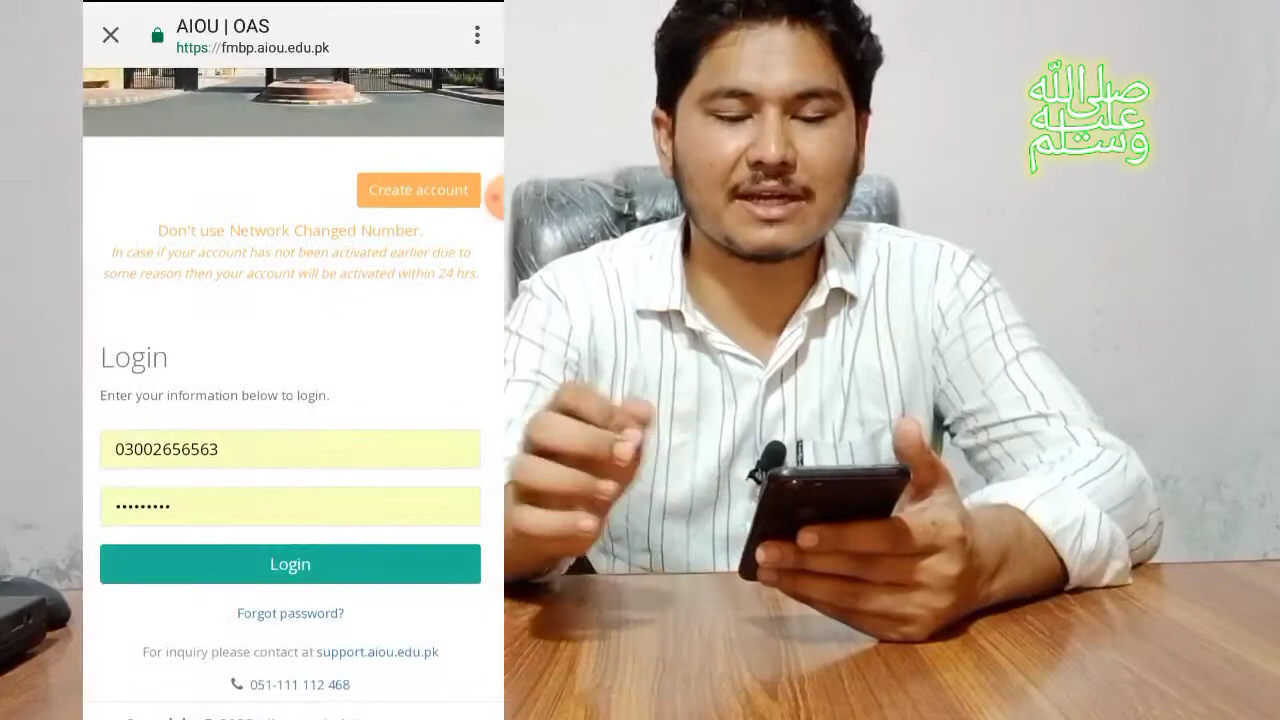 AIOU | OAS
https://fmbp.aiou.edu.pk
Create account
Don't use Network Changed Number.
In case if your account has not been activated earlier due to
some reason then your account will be activated within 24 hrs.
Login
Enter your information below to login.
03002656563
•••••••••
Login
Forgot password?
For inquiry please contact at support.aiou.edu.pk
051-111 112 468
صلى الله
عليه
وسلم